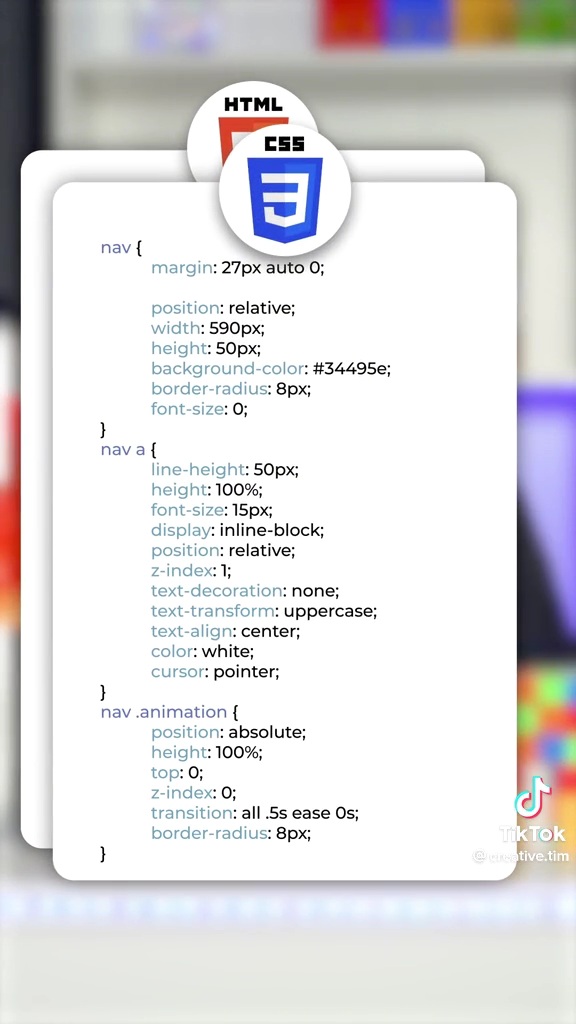 HTML
CSS
nav {
margin: 27px auto 0;
position: relative;
width: 590px;
height: 50px;
background-color: #34495e;
border-radius: 8px;
font-size: 0;
}
nav a {
line-height: 50px;
height: 100%;
font-size: 15px;
display: inline-block;
position: relative;
z-index: 1;
text-decoration: none;
text-transform: uppercase;
text-align: center;
color: white;
cursor: pointer;
}
nav .animation {
position: absolute;
height: 100%;
top: 0;
z-index: 0;
transition: all .5s ease 0s;
border-radius: 8px;
}
TikTok
@creative.tim